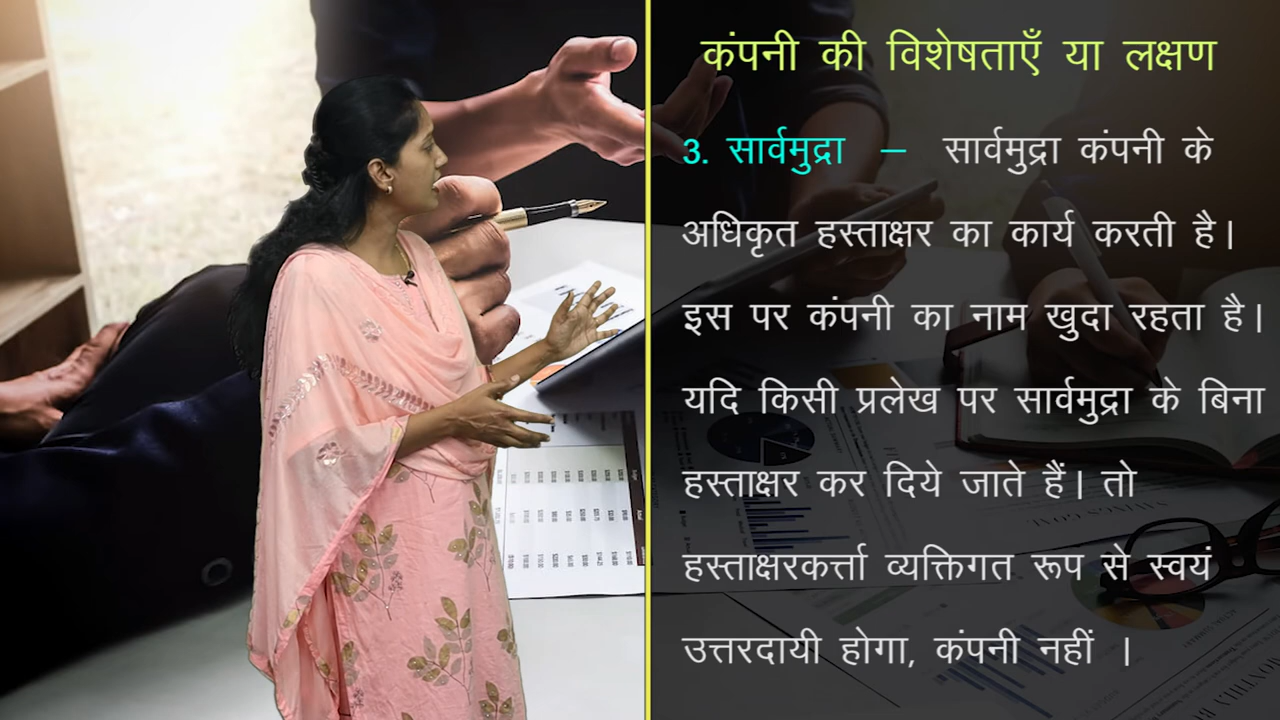 कंपनी की विशेषताएँ या लक्षण
3. सार्वमुद्रा – सार्वमुद्रा कंपनी के
अधिकृत हस्ताक्षर का कार्य करती है।
इस पर कंपनी का नाम खुदा रहता है।
यदि किसी प्रलेख पर सार्वमुद्रा के बिना
हस्ताक्षर कर दिये जाते हैं। तो
हस्ताक्षरकर्त्ता व्यक्तिगत रूप से स्वयं
उत्तरदायी होगा, कंपनी नहीं ।